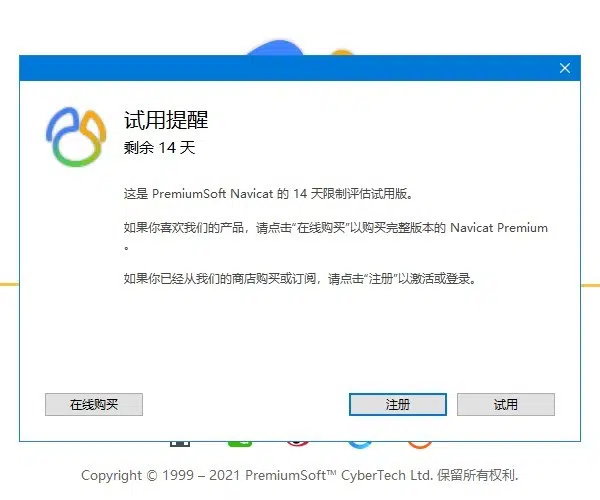 试用提醒
剩余 14 天
这是 PremiumSoft Navicat 的 14 天限制评估试用版。
如果你喜欢我们的产品，请点击“在线购买”以购买完整版本的 Navicat Premium
。
如果你已经从我们的商店购买或订阅，请点击“注册”以激活或登录。
在线购买
注册
试用
Copyright © 1999 – 2021 PremiumSoft™ CyberTech Ltd. 保留所有权利.